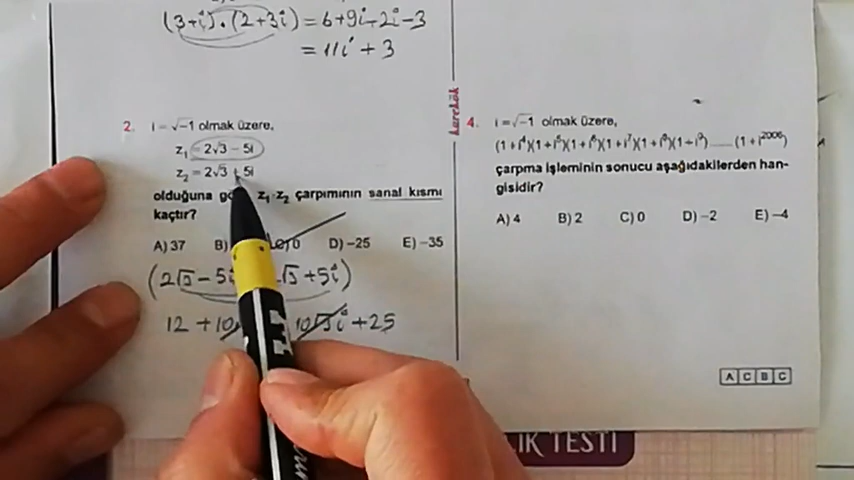 (3+i).(2+3i) = 6+9i+2i-3
= 11i + 3
2. i = √-1 olmak üzere,
z₁ = 2√3 - 5i
z₂ = 2√3 + 5i
olduğuna z₁.z₂ çarpımının sanal kısmı
kaçtır?
A) 37 B) C) 0 D) -25 E) -35
(2√3 - 5i √3 + 5i)
12 + 10 10√3i + 25
karekök
4. i = √-1 olmak üzere,
(1+i⁴)(1+i⁵)(1+i⁶)(1+i⁷)(1+i⁸)(1+i⁹)......(1+i²⁰⁰⁶)
çarpma işleminin sonucu aşağıdakilerden han-
gisidir?
A) 4 B) 2 C) 0 D) -2 E) -4
A C B C
LİK TESTİ